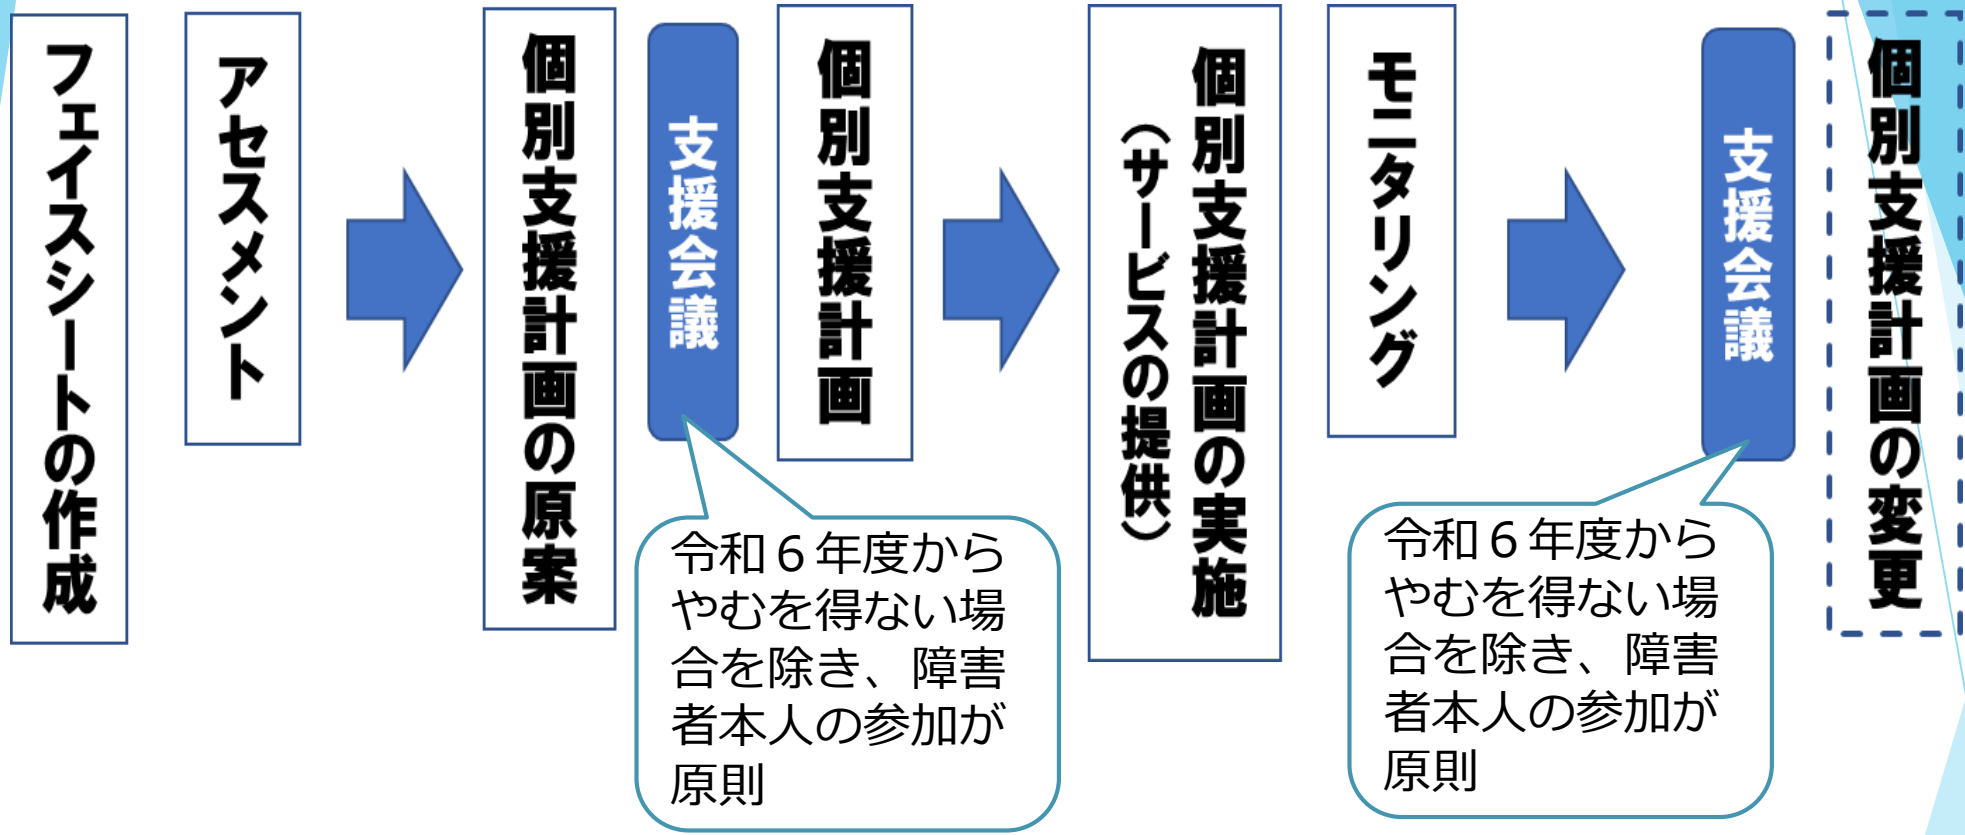 フェイスシートの作成
アセスメント
個別支援計画の原案
支援会議
令和６年度から
やむを得ない場
合を除き、障害
者本人の参加が
原則
個別支援計画
個別支援計画の実施
（サービスの提供）
モニタリング
支援会議
令和６年度から
やむを得ない場
合を除き、障害
者本人の参加が
原則
個別支援計画の変更